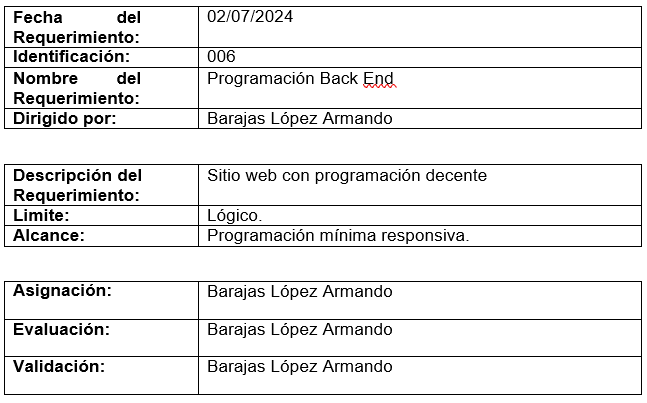 Fecha del 02/07/2024
Requerimiento:
Identificación: 006
Nombre del Programación Back End
Requerimiento:
Dirigido por: Barajas López Armando
Descripción del Sitio web con programación decente
Requerimiento:
Limite: Lógico.
Alcance: Programación mínima responsiva.
Asignación: Barajas López Armando
Evaluación: Barajas López Armando
Validación: Barajas López Armando